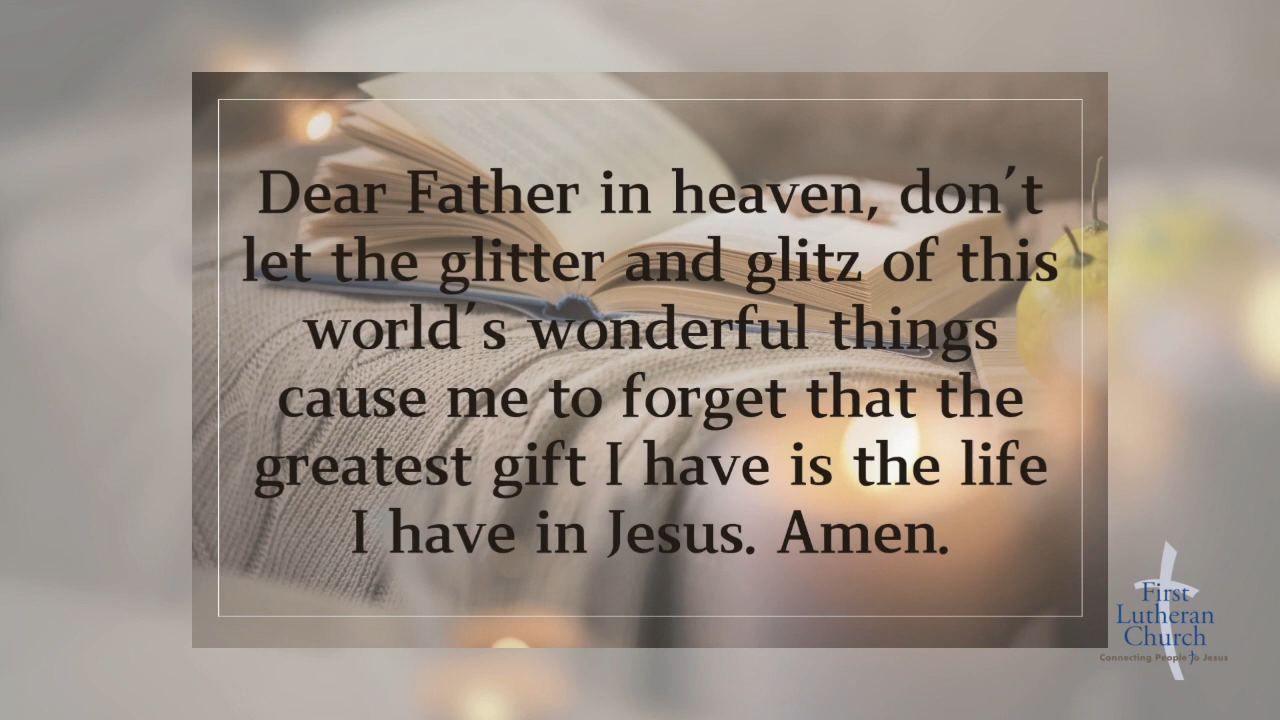 Dear Father in heaven, don't
let the glitter and glitz of this
world's wonderful things
cause me to forget that the
greatest gift I have is the life
I have in Jesus. Amen.
First
Lutheran
Church
Connecting People to Jesus